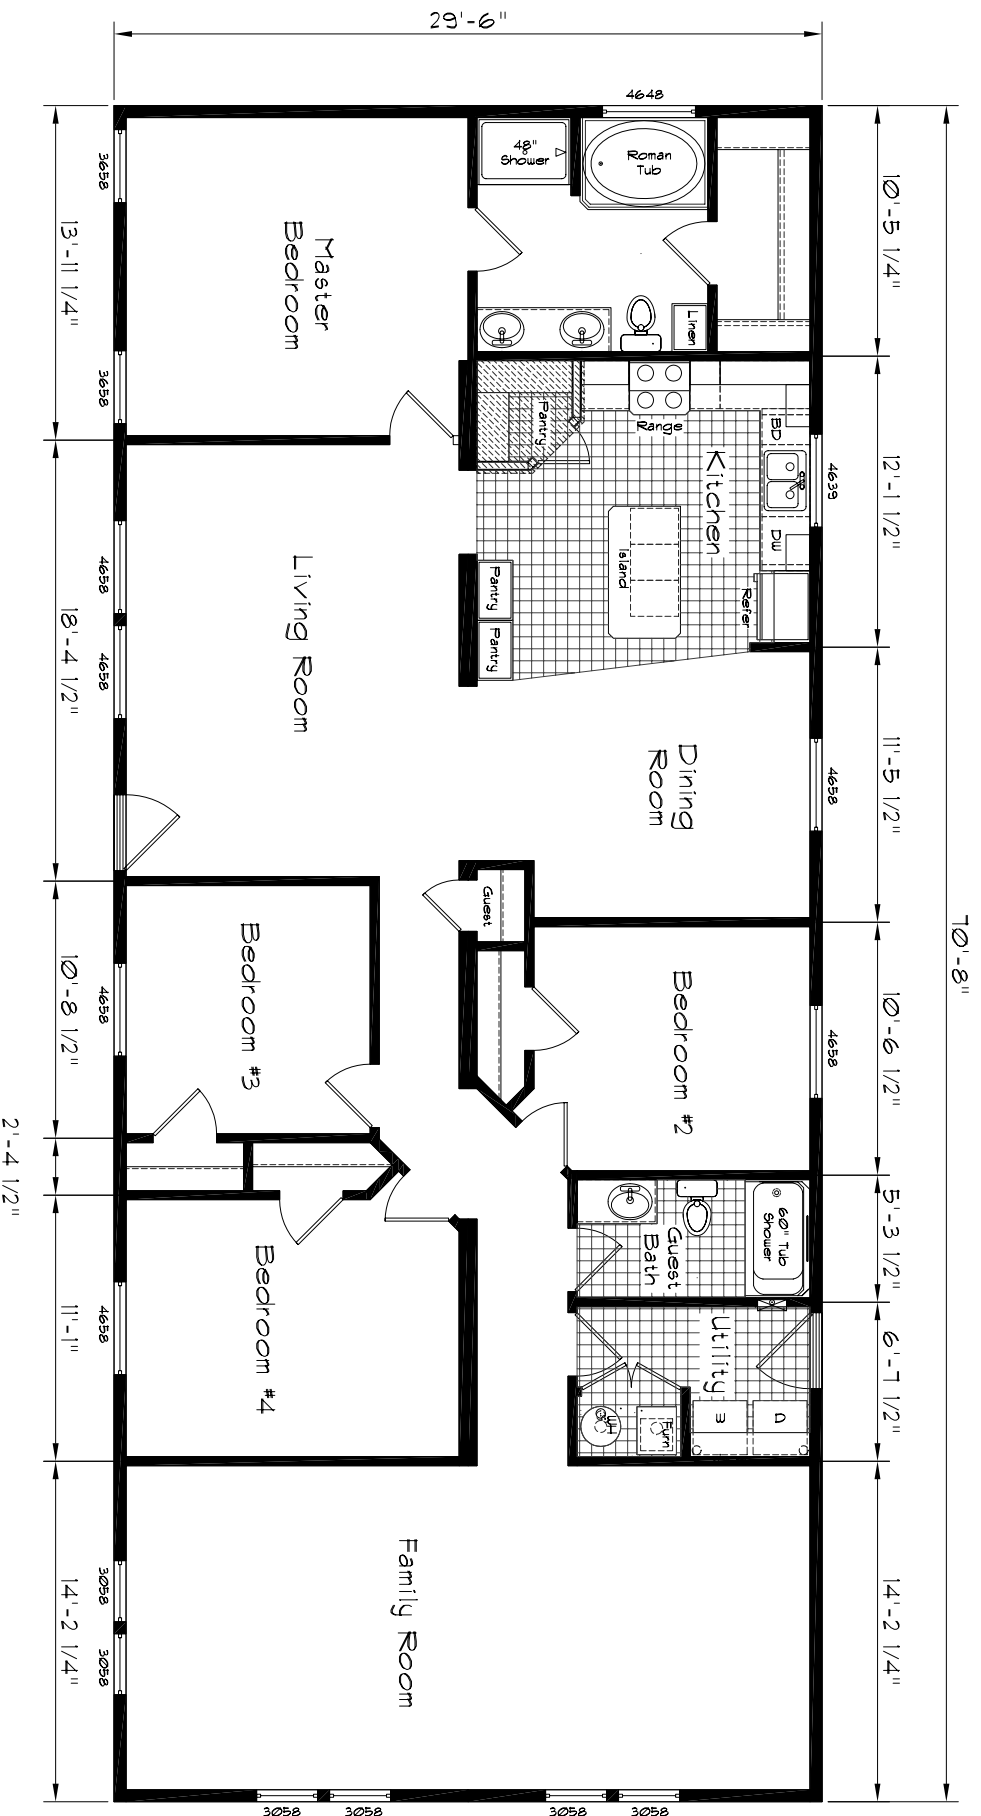 29'-6"
4648
3658
48"
Shower
Roman
Tub
10'-5 1/4"
13'-11 1/4"
Master
Bedroom
Linen
3658
Pantry
Range
BD
Kitchen
4639
12'-1 1/2"
DW
Island
4658
Living Room
Pantry
Refer
18'-4 1/2"
4658
Pantry
Dining
Room
4658
11'-5 1/2"
Guest
70'-8"
Bedroom #3
4658
10'-8 1/2"
Bedroom #2
4658
10'-6 1/2"
2'-4 1/2"
60" Tub
Shower
Guest
Bath
5'-3 1/2"
Bedroom #4
4658
11'-1"
Utility
6'-7 1/2"
W
D
WH
Furn
Family Room
3058
14'-2 1/4"
3058
14'-2 1/4"
3058
3058
3058
3058